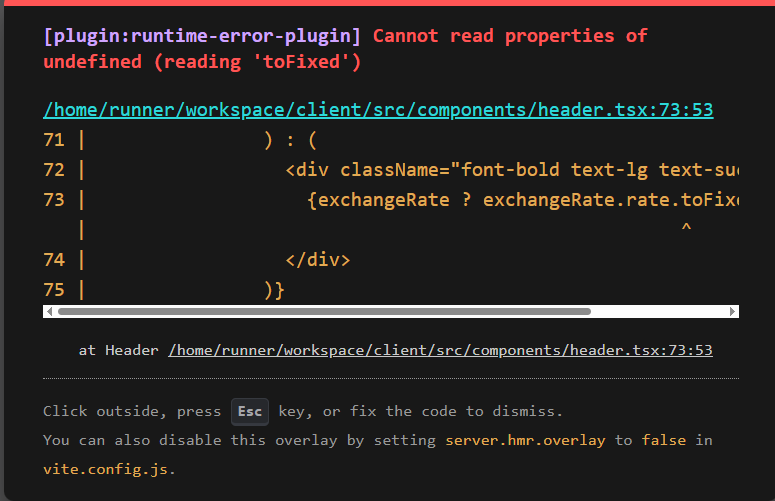 [plugin:runtime-error-plugin] Cannot read properties of
undefined (reading 'toFixed')
/home/runner/workspace/client/src/components/header.tsx:73:53
71 | ) : (
72 | <div className="font-bold text-lg text-suc
73 | {exchangeRate ? exchangeRate.rate.toFixe
| ^
74 | </div>
75 | )}
at Header /home/runner/workspace/client/src/components/header.tsx:73:53
Click outside, press Esc key, or fix the code to dismiss.
You can also disable this overlay by setting server.hmr.overlay to false in
vite.config.js.